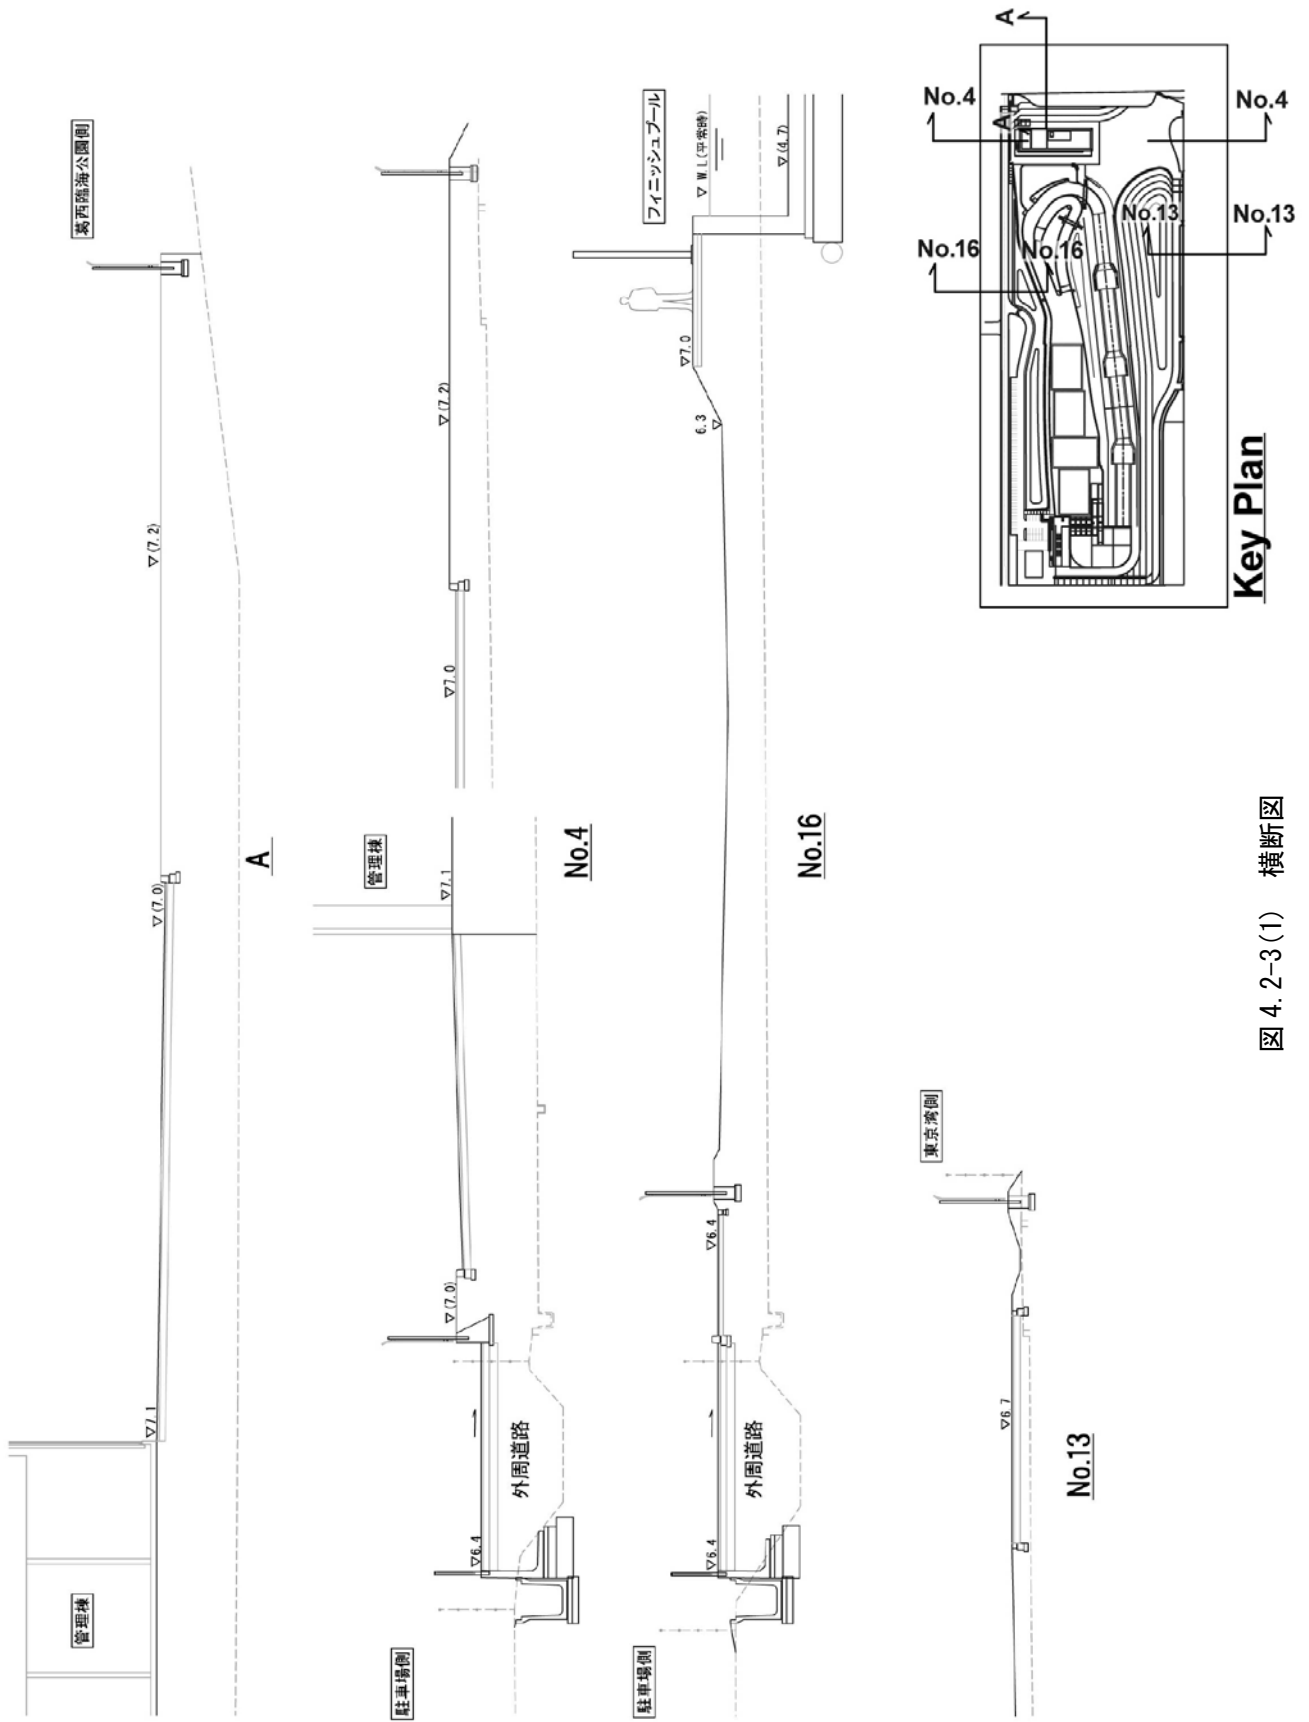 管理棟
▽7.1
▽(7.0)
▽(7.2)
葛西臨海公園側
A
駐車場側
▽6.4
外周道路
▽(7.0)
管理棟
▽7.1
▽7.0
▽(7.2)
No.4
駐車場側
▽6.4
外周道路
▽6.4
6.3
▽
▽7.0
フィニッシュプール
▽ W.L(平常時)
▽(4.7)
No.16
東京湾側
▽6.7
No.13
No.4
No.4
A
A
No.16
No.16
No.13
No.13
Key Plan
図 4.2-3(1) 横断図